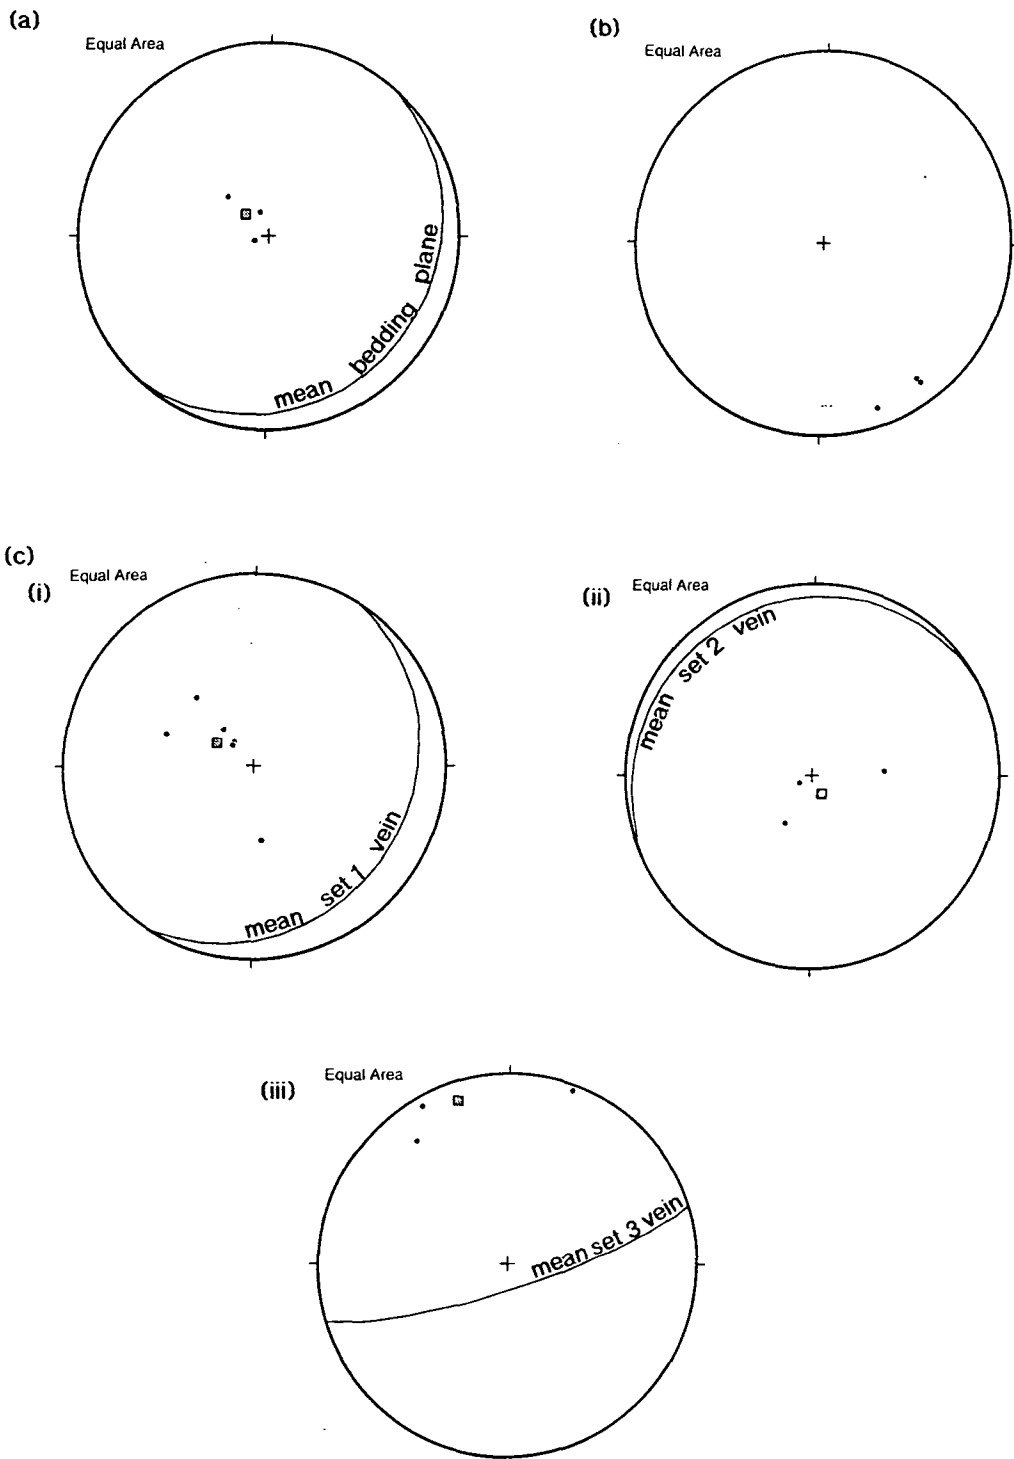 (a)
Equal Area
mean bedding plane
(b)
Equal Area
(c)
(i)
Equal Area
mean set 1 vein
(ii)
Equal Area
mean set 2 vein
(iii)
Equal Area
mean set 3 vein